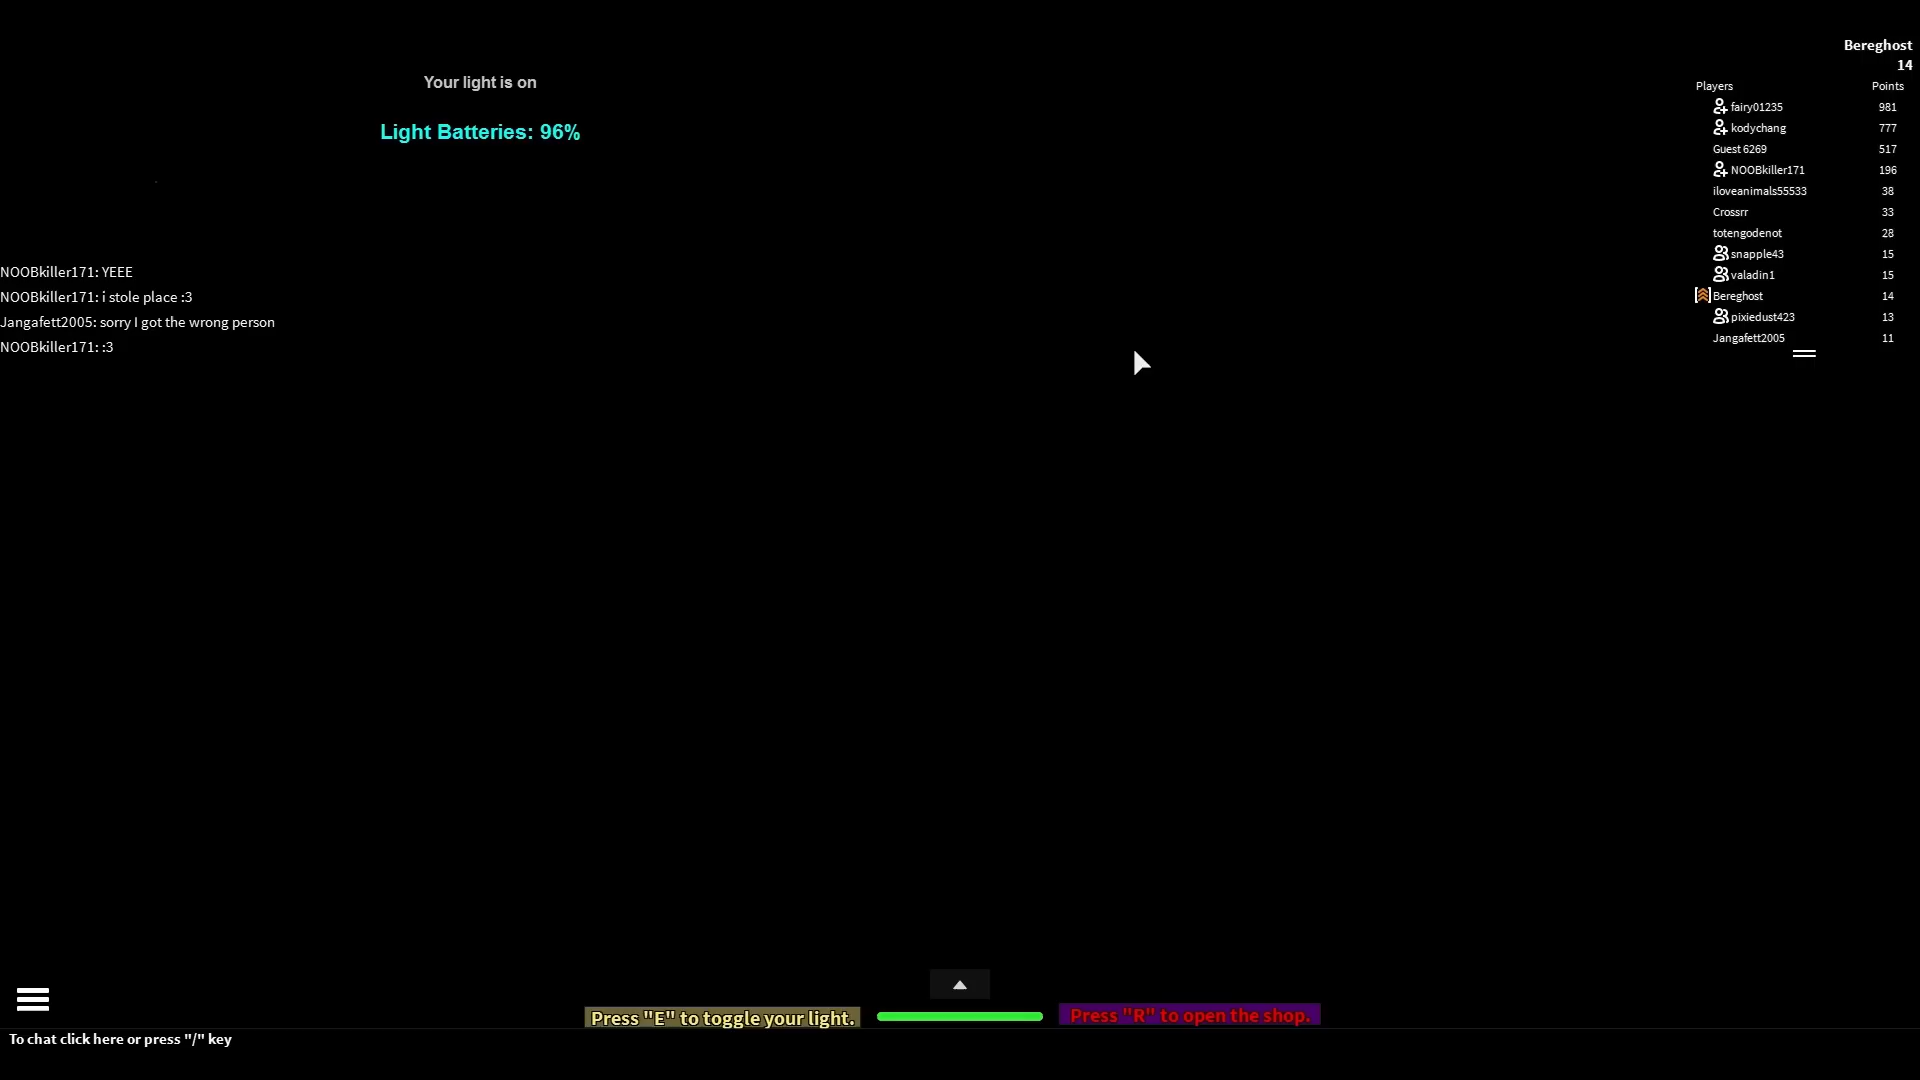 Bereghost
14
Your light is on
Players Points
fairy01235 981
Light Batteries: 96%
kodychang 777
Guest 6269 517
NOOBkiller171 196
iloveanimals55533 38
Crossrr 33
totengodenot 28
snapple43 15
valadin1 15
Bereghost 14
pixiedust423 13
Jangafett2005 11
NOOBkiller171: YEEE
NOOBkiller171: i stole place :3
Jangafett2005: sorry I got the wrong person
NOOBkiller171: :3
Press "E" to toggle your light.
Press "R" to open the shop.
To chat click here or press "/" key